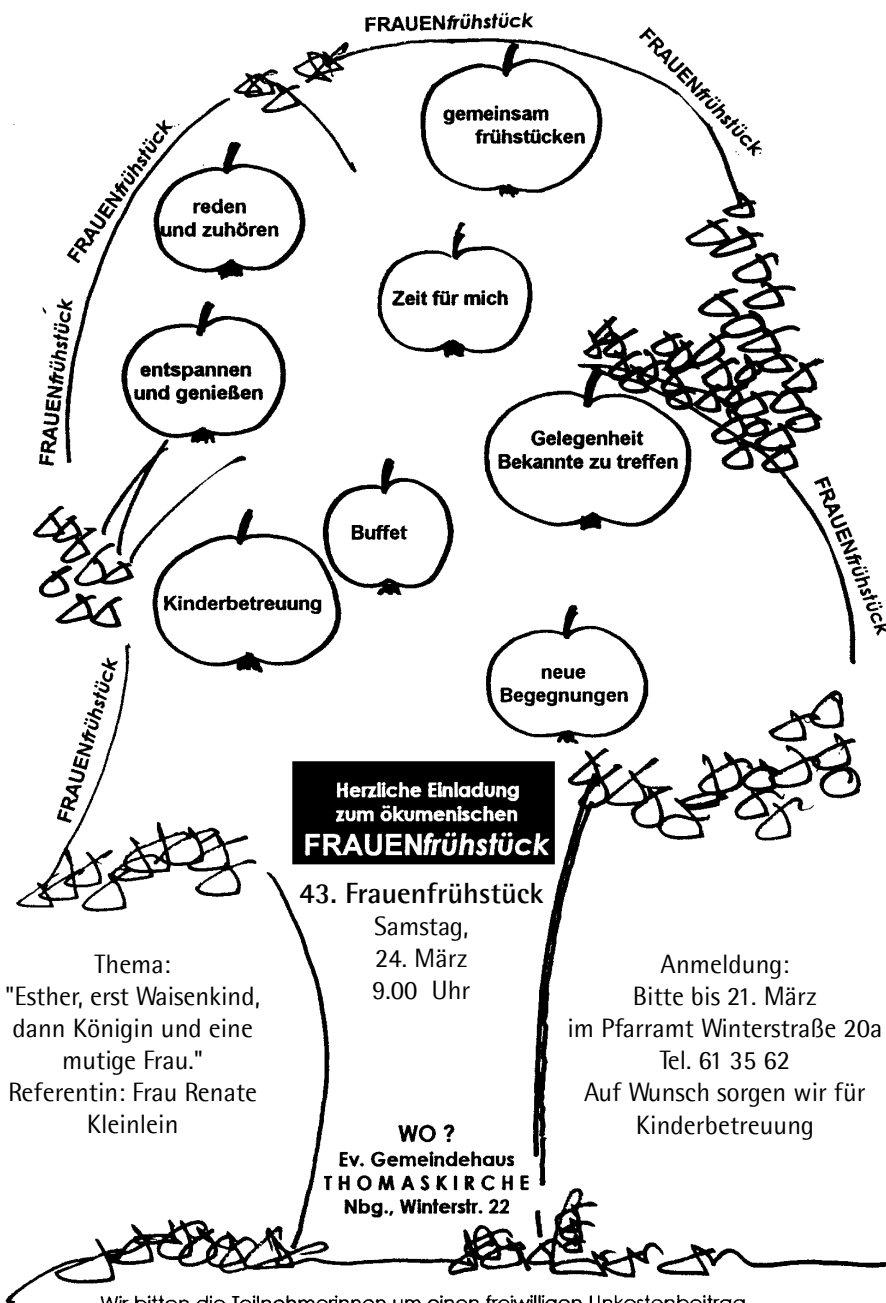 FRAUENfrühstück
FRAUENfrühstück
FRAUENfrühstück
FRAUENfrühstück
FRAUENfrühstück
FRAUENfrühstück
gemeinsam
frühstücken
reden
und zuhören
Zeit für mich
entspannen
und genießen
Gelegenheit
Bekannte zu treffen
Buffet
Kinderbetreuung
neue
Begegnungen
Herzliche Einladung
zum ökumenischen
FRAUENfrühstück
43. Frauenfrühstück
Samstag,
24. März
9.00 Uhr
Thema:
"Esther, erst Waisenkind,
dann Königin und eine
mutige Frau."
Referentin: Frau Renate
Kleinlein
Anmeldung:
Bitte bis 21. März
im Pfarramt Winterstraße 20a
Tel. 61 35 62
Auf Wunsch sorgen wir für
Kinderbetreuung
WO ?
Ev. Gemeindehaus
THOMASKIRCHE
Nbg., Winterstr. 22
Wir bitten die Teilnehmerinnen um einen freiwilligen Unkostenbeitrag